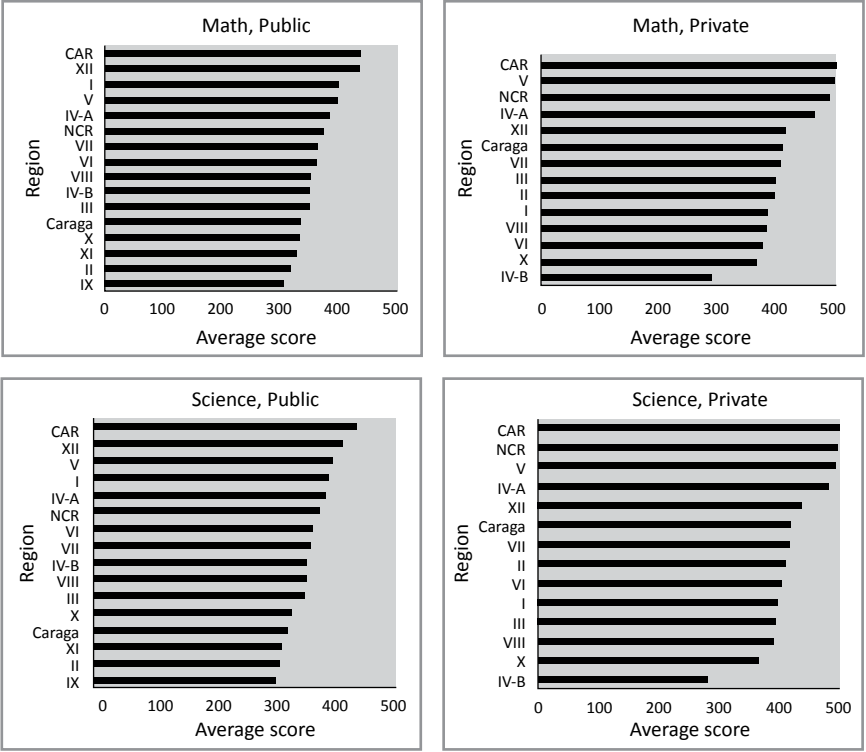 Math, Public
CAR
XII
I
V
IV-A
NCR
VII
VI
VIII
IV-B
III
Caraga
X
XI
II
IX
Region
0 100 200 300 400 500
Average score
Math, Private
CAR
V
NCR
IV-A
XII
Caraga
VII
III
II
I
VIII
VI
X
IV-B
Region
0 100 200 300 400 500
Average score
Science, Public
CAR
XII
V
I
IV-A
NCR
VI
VII
IV-B
VIII
III
X
Caraga
XI
II
IX
Region
0 100 200 300 400 500
Average score
Science, Private
CAR
NCR
V
IV-A
XII
Caraga
VII
II
VI
I
III
VIII
X
IV-B
Region
0 100 200 300 400 500
Average score